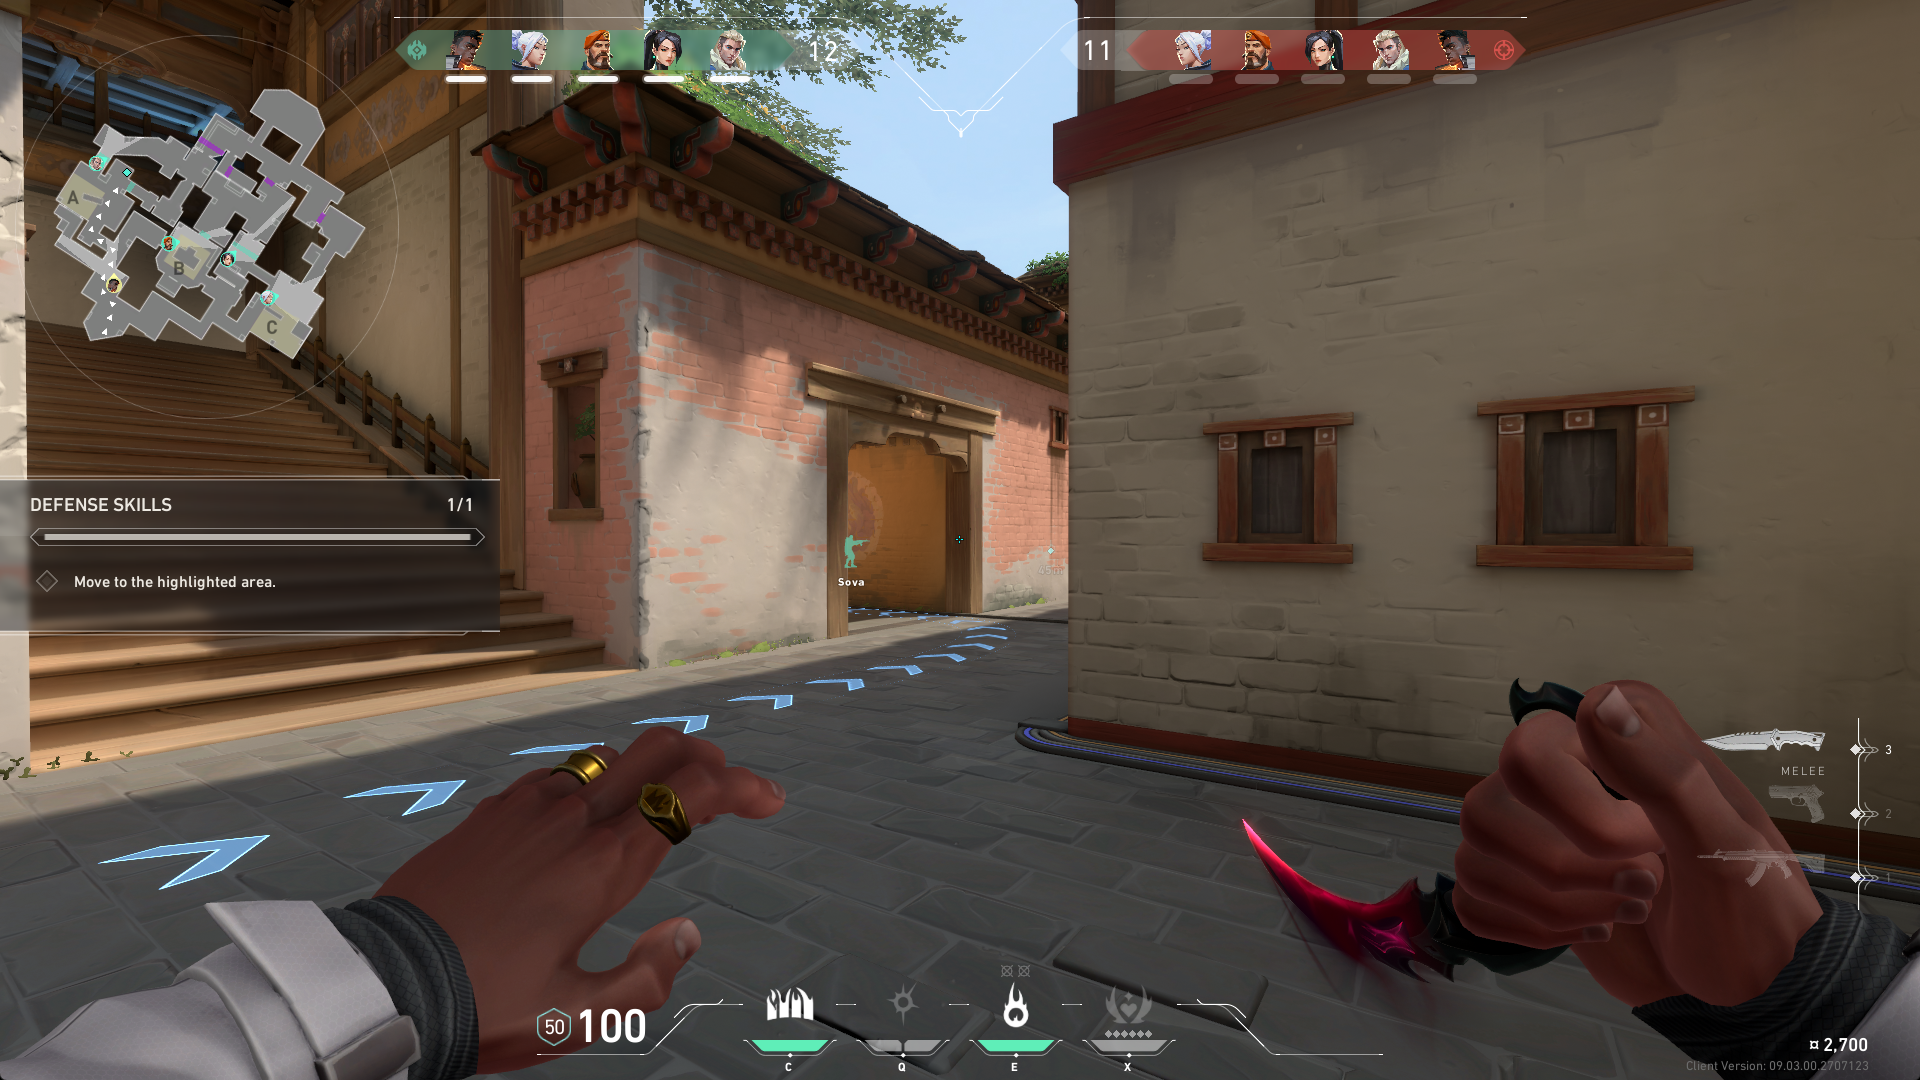 12
11
A
B
C
DEFENSE SKILLS 1/1
Move to the highlighted area.
Sova
3
MELEE
2
1
50 100
C Q E X
¤ 2,700
Client Version: 09.03.00.2707123